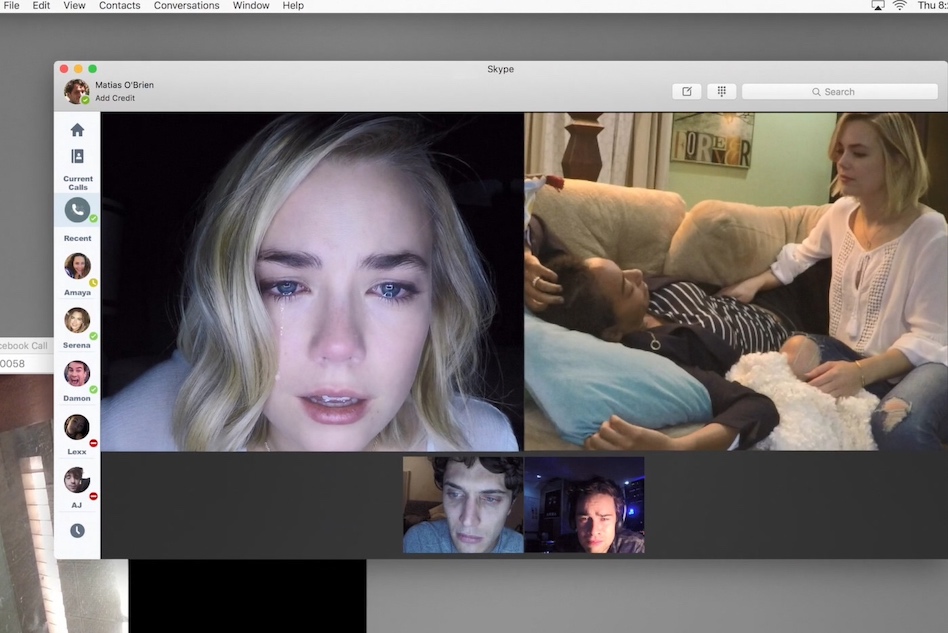 File Edit View Contacts Conversations Window Help
Thu 8:
Skype
Matias O'Brien
Add Credit
Search
Current
Calls
Recent
Amaya
Serena
cebook Call
0058
Damon
Lexx
AJ
FOREVER